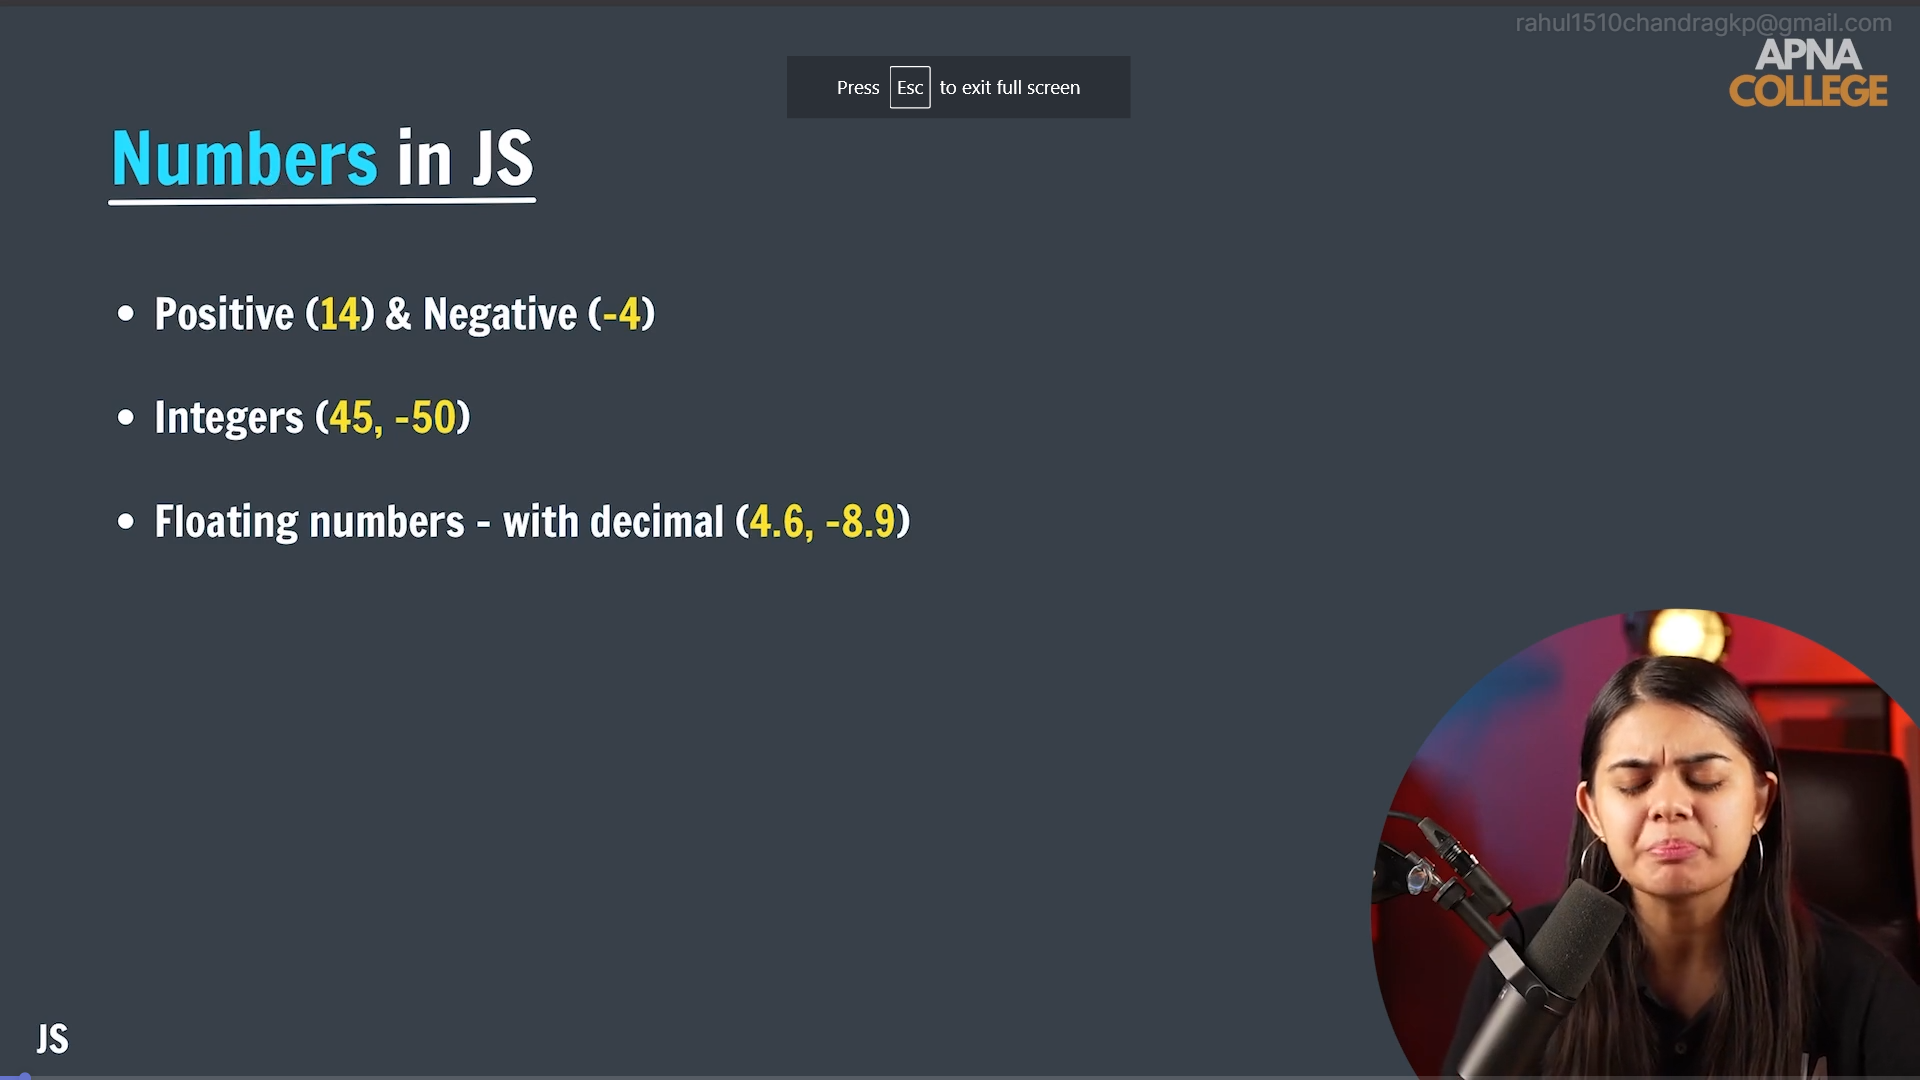 rahul1510chandragkp@gmail.com
APNA
COLLEGE
Press Esc to exit full screen
Numbers in JS
• Positive (14) & Negative (-4)
• Integers (45, -50)
• Floating numbers - with decimal (4.6, -8.9)
JS